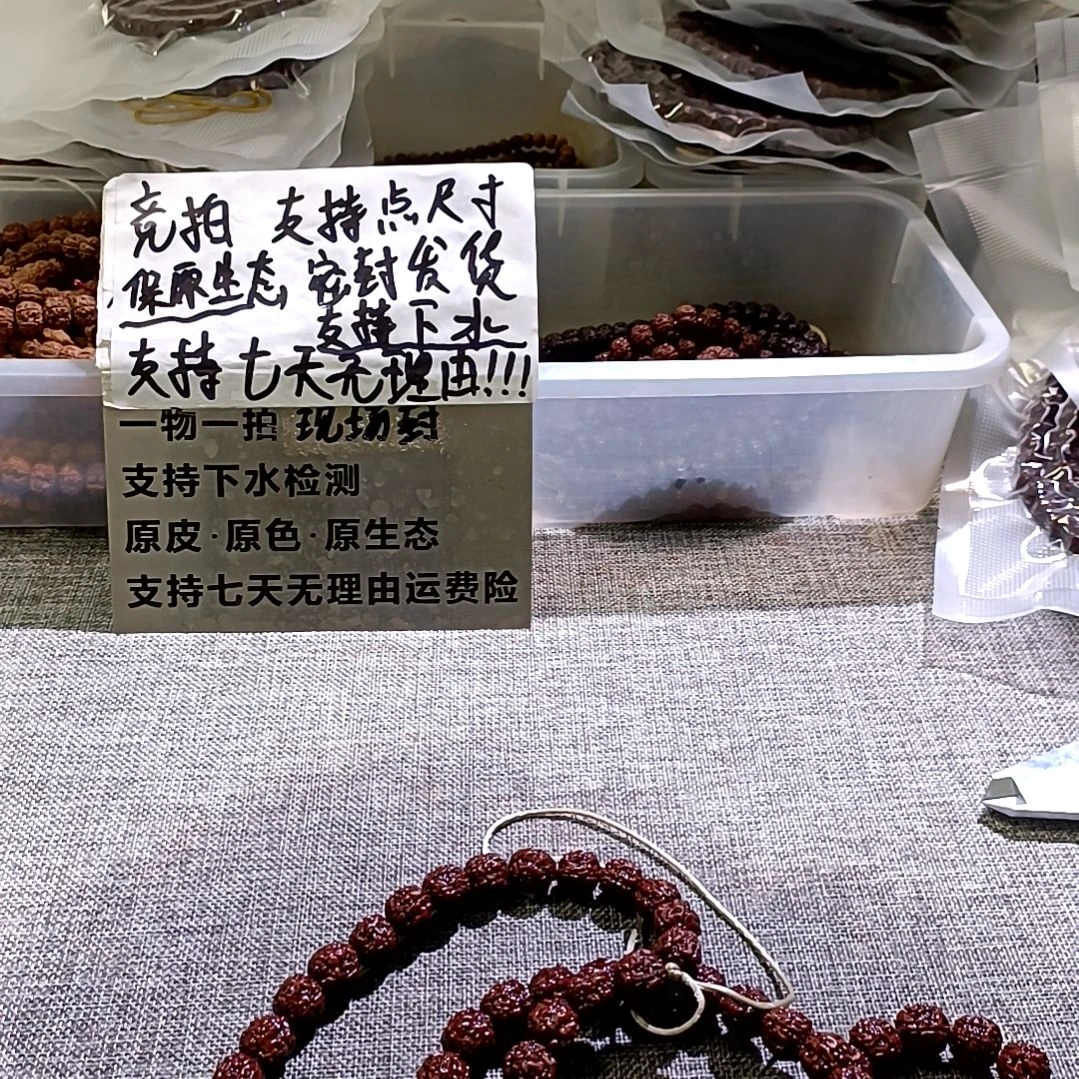 竞拍 支持点尺寸
保原生态 密封发货
支持下水
支持七天无理由!!!
一物一拍 现场封
支持下水检测
原皮·原色·原生态
支持七天无理由运费险